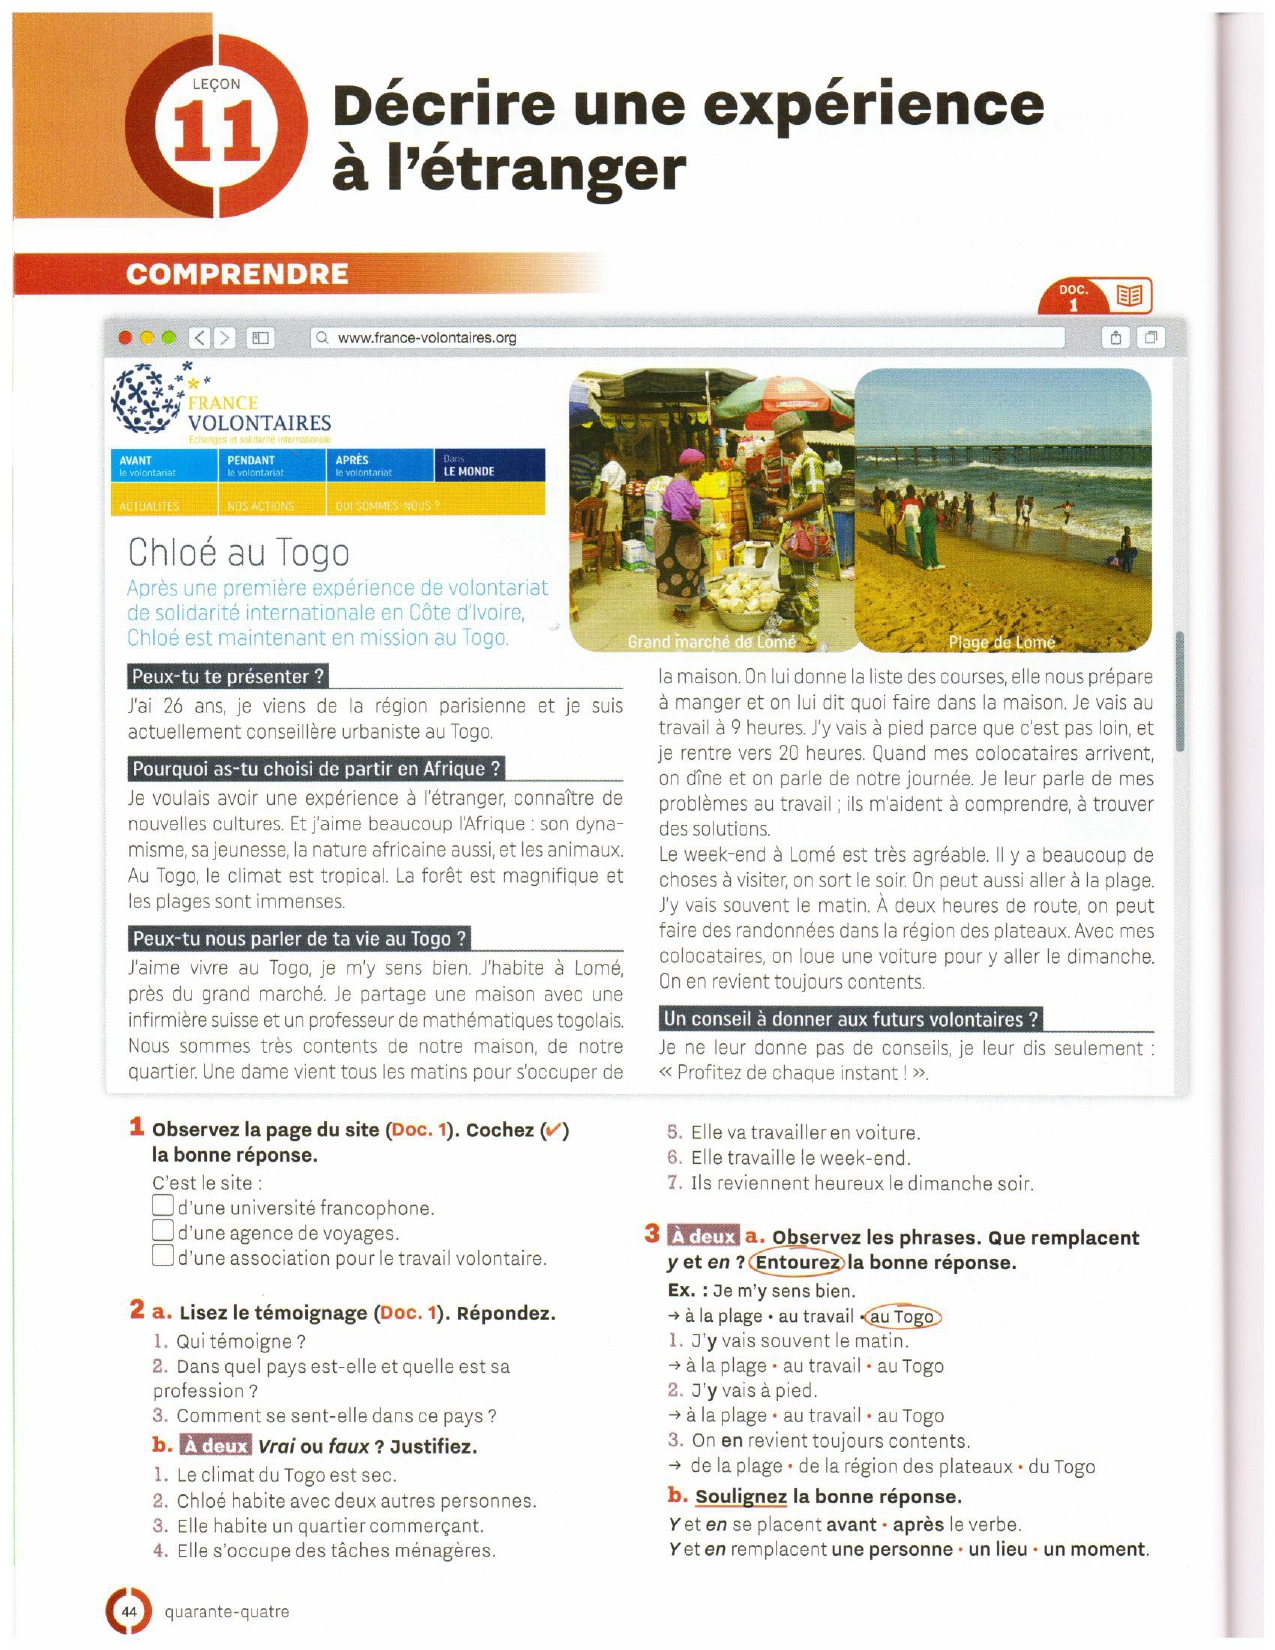 LEÇON
11
Décrire une expérience
à l'étranger
COMPRENDRE
DOC.
1
www.france-volontaires.org
FRANCE
VOLONTAIRES
Echanges et solidarité internationale
AVANT
le volontariat
PENDANT
le volontariat
APRÈS
le volontariat
Dans
LE MONDE
ACTUALITES
NOS ACTIONS
QUI SOMMES-NOUS ?
Grand marché de Lomé
Plage de Lomé
Chloé au Togo
Après une première expérience de volontariat
de solidarité internationale en Côte d'Ivoire,
Chloé est maintenant en mission au Togo.
Peux-tu te présenter ?
J'ai 26 ans, je viens de la région parisienne et je suis
actuellement conseillère urbaniste au Togo.
Pourquoi as-tu choisi de partir en Afrique ?
Je voulais avoir une expérience à l'étranger, connaître de
nouvelles cultures. Et j'aime beaucoup l'Afrique : son dyna-
misme, sa jeunesse, la nature africaine aussi, et les animaux.
Au Togo, le climat est tropical. La forêt est magnifique et
les plages sont immenses.
Peux-tu nous parler de ta vie au Togo ?
J'aime vivre au Togo, je m'y sens bien. J'habite à Lomé,
près du grand marché. Je partage une maison avec une
infirmière suisse et un professeur de mathématiques togolais.
Nous sommes très contents de notre maison, de notre
quartier. Une dame vient tous les matins pour s'occuper de
la maison. On lui donne la liste des courses, elle nous prépare
à manger et on lui dit quoi faire dans la maison. Je vais au
travail à 9 heures. J'y vais à pied parce que c'est pas loin, et
je rentre vers 20 heures. Quand mes colocataires arrivent,
on dîne et on parle de notre journée. Je leur parle de mes
problèmes au travail ; ils m'aident à comprendre, à trouver
des solutions.
Le week-end à Lomé est très agréable. Il y a beaucoup de
choses à visiter, on sort le soir. On peut aussi aller à la plage.
J'y vais souvent le matin. À deux heures de route, on peut
faire des randonnées dans la région des plateaux. Avec mes
colocataires, on loue une voiture pour y aller le dimanche.
On en revient toujours contents.
Un conseil à donner aux futurs volontaires ?
Je ne leur donne pas de conseils, je leur dis seulement :
« Profitez de chaque instant ! ».
1 Observez la page du site (Doc. 1). Cochez (✔)
la bonne réponse.
C'est le site :
☐ d'une université francophone.
☐ d'une agence de voyages.
☐ d'une association pour le travail volontaire.
2 a. Lisez le témoignage (Doc. 1). Répondez.
1. Qui témoigne ?
2. Dans quel pays est-elle et quelle est sa
profession ?
3. Comment se sent-elle dans ce pays ?
b. À deux Vrai ou faux ? Justifiez.
1. Le climat du Togo est sec.
2. Chloé habite avec deux autres personnes.
3. Elle habite un quartier commerçant.
4. Elle s'occupe des tâches ménagères.
5. Elle va travailler en voiture.
6. Elle travaille le week-end.
7. Ils reviennent heureux le dimanche soir.
3 À deux a. Observez les phrases. Que remplacent
y et en ? Entourez la bonne réponse.
Ex. : Je m'y sens bien.
→ à la plage • au travail • au Togo
1. J'y vais souvent le matin.
→ à la plage • au travail • au Togo
2. J'y vais à pied.
→ à la plage • au travail • au Togo
3. On en revient toujours contents.
→ de la plage • de la région des plateaux • du Togo
b. Soulignez la bonne réponse.
Y et en se placent avant • après le verbe.
Y et en remplacent une personne • un lieu • un moment.
44 quarante-quatre